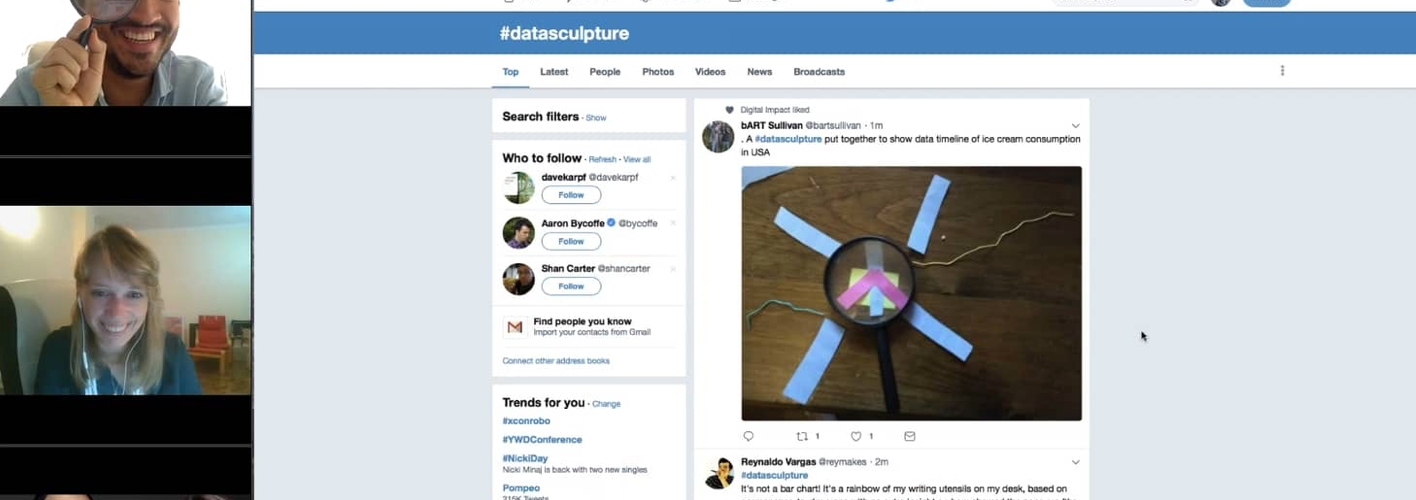 #datasculpture
Top Latest People Photos Videos News Broadcasts
Search filters · Show
Who to follow · Refresh · View all
davekarpf @davekarpf
Follow
Aaron Bycoffe @bycoffe
Follow
Shan Carter @shancarter
Follow
Find people you know
Import your contacts from Gmail
Connect other address books
Trends for you · Change
#xconrobo
#YWDConference
#NickiDay
Nicki Minaj is back with two new singles
Pompeo
215K Tweets
Digital Impact liked
bART Sullivan @bartsullivan · 1m
. A #datasculpture put together to show data timeline of ice cream consumption
in USA
1 1
Reynaldo Vargas @reymakes · 2m
#datasculpture
It's not a bar chart! It's a rainbow of my writing utensils on my desk, based on